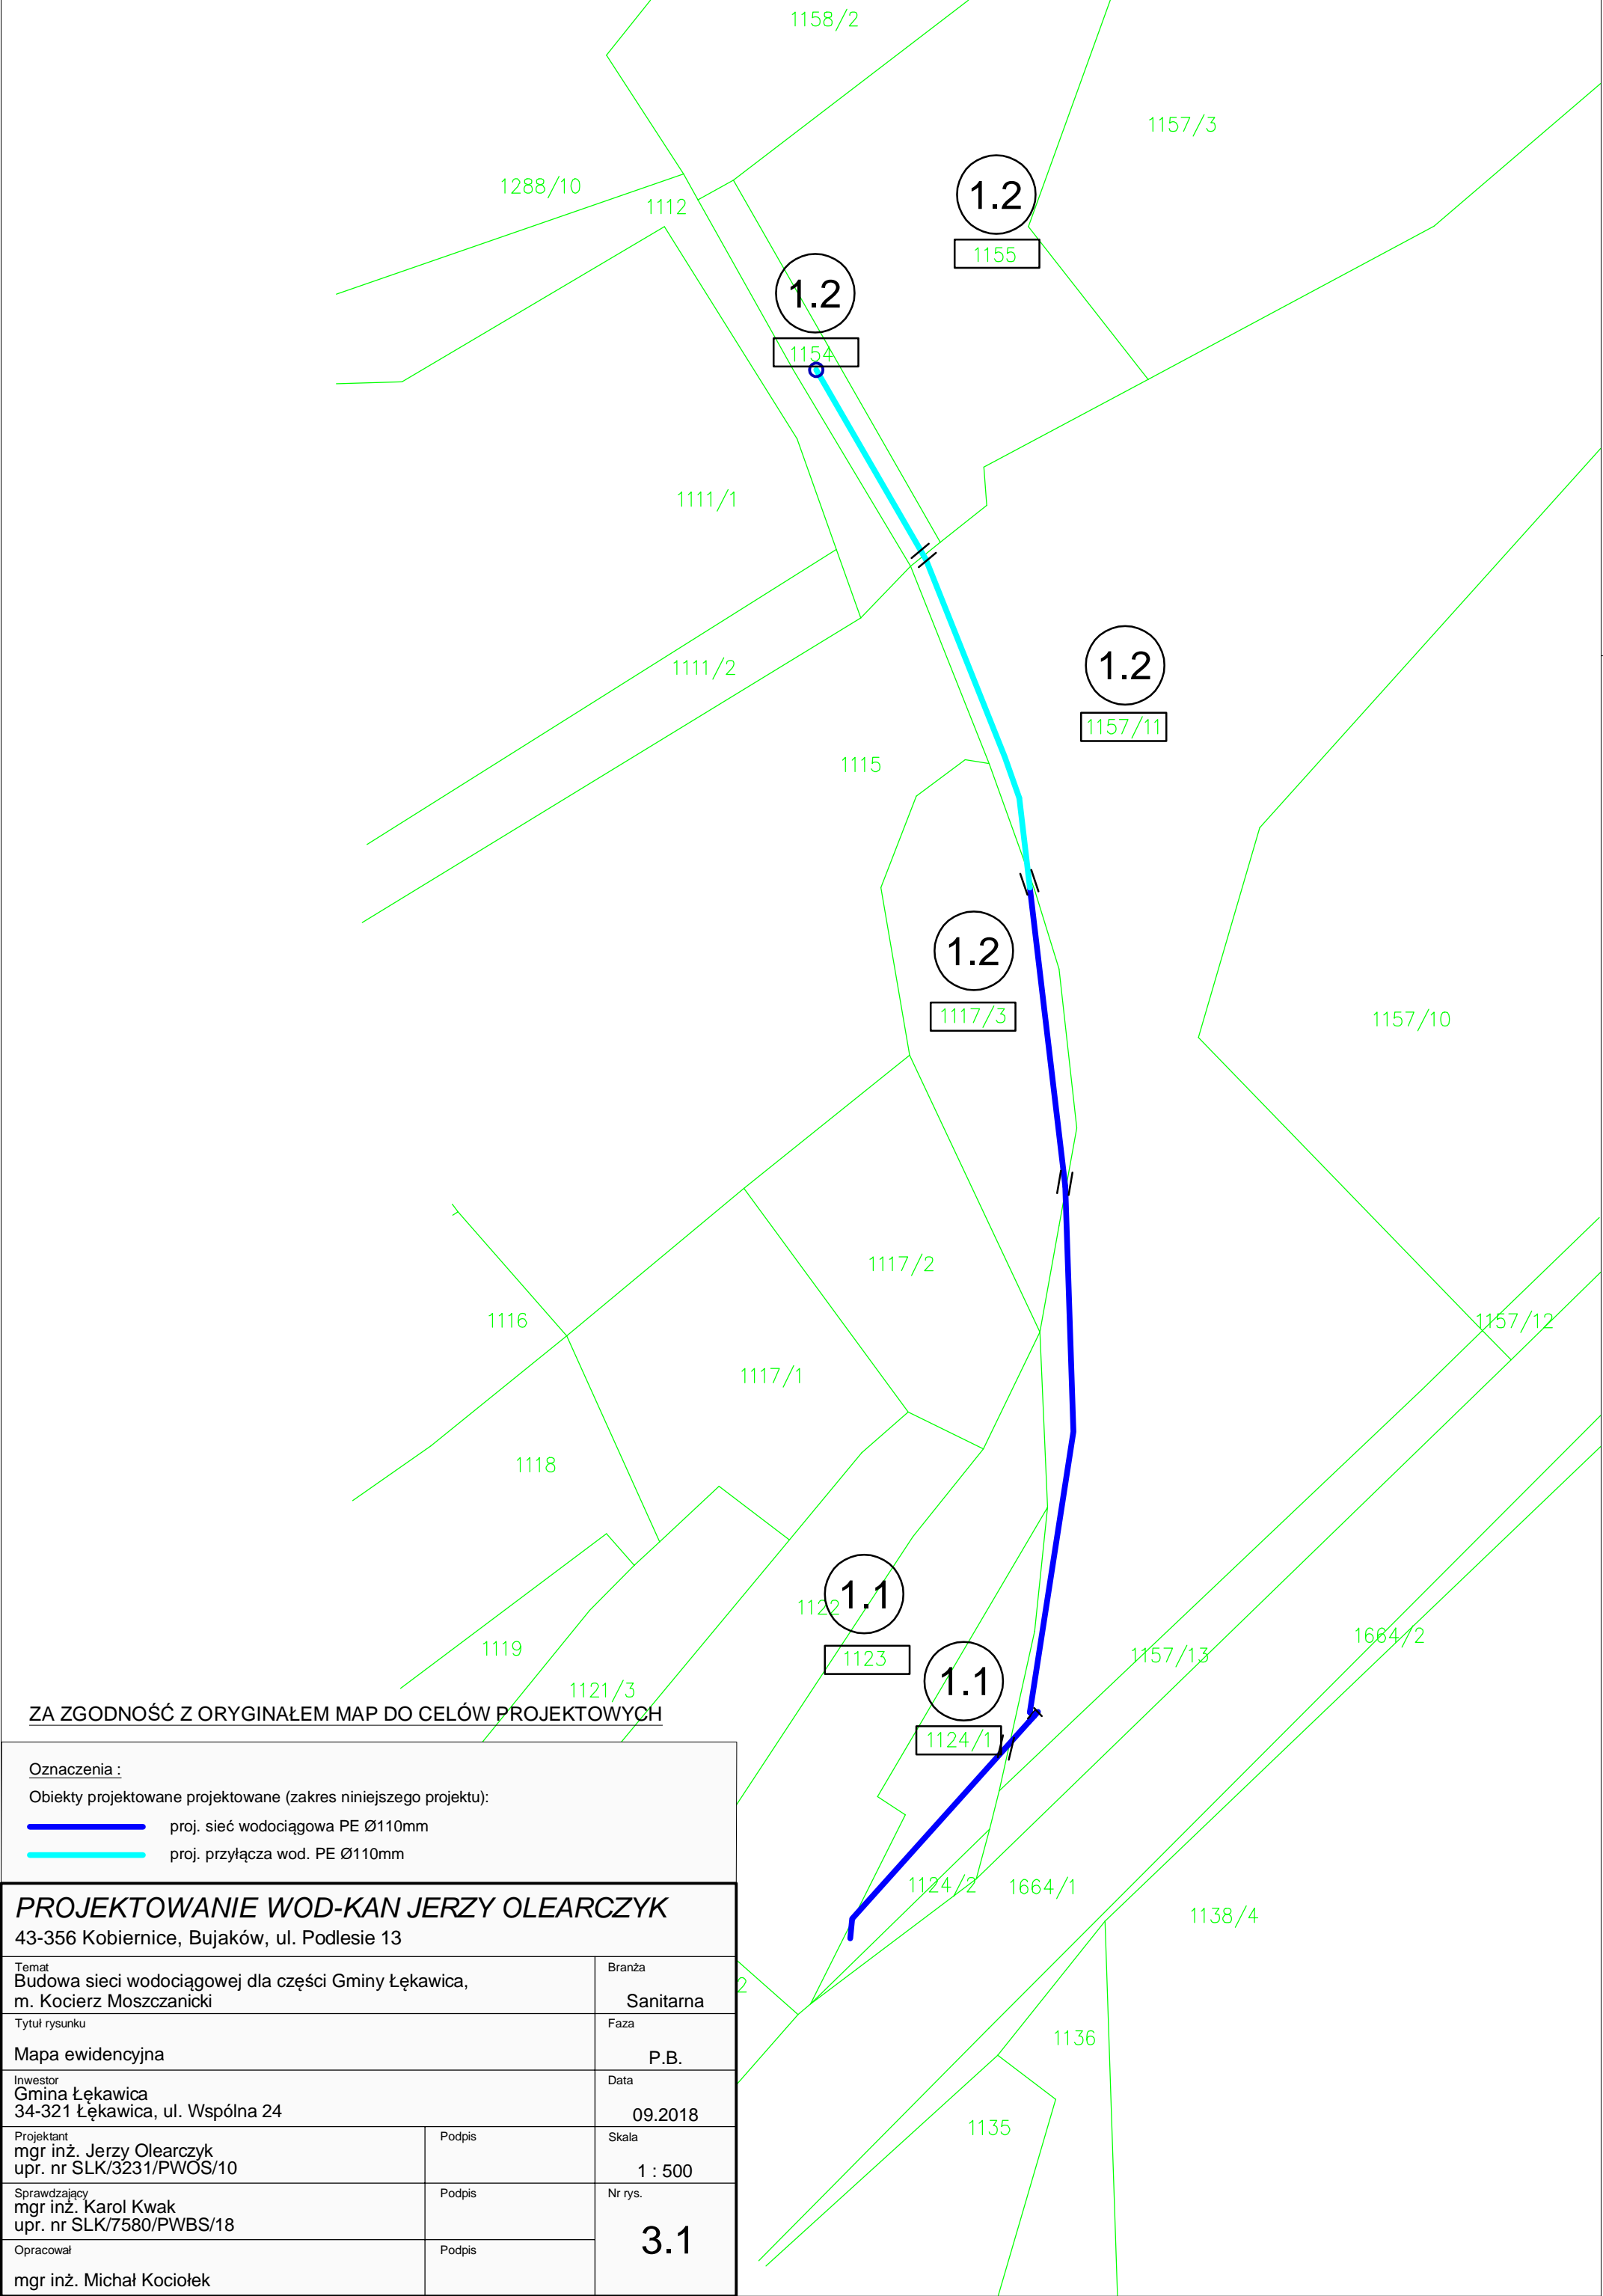 1158/2
1157/3
1.2
1288/10
1112
1155
1.2
1154
1111/1
1.2
1111/2
1157/11
1115
1.2
1117/3
1157/10
1117/2
1116
1157/12
1117/1
1118
1.1
1122
1664/2
1119
1123
1157/13
1.1
1121/3
1124/1
ZA ZGODNOŚĆ Z ORYGINAŁEM MAP DO CELÓW PROJEKTOWYCH
Oznaczenia :
Obiekty projektowane projektowane (zakres niniejszego projektu):
proj. sieć wodociągowa PE Ø110mm
proj. przyłącza wod. PE Ø110mm
1124/2
1664/1
1138/4
2
1136
1135
PROJEKTOWANIE WOD-KAN JERZY OLEARCZYK
43-356 Kobiernice, Bujaków, ul. Podlesie 13
Temat
Budowa sieci wodociągowej dla części Gminy Łękawica,
m. Kocierz Moszczanicki
Branża
Sanitarna
Tytuł rysunku
Mapa ewidencyjna
Faza
P.B.
Inwestor
Gmina Łękawica
34-321 Łękawica, ul. Wspólna 24
Data
09.2018
Projektant
mgr inż. Jerzy Olearczyk
upr. nr SLK/3231/PWOS/10
Podpis
Skala
1 : 500
Sprawdzający
mgr inż. Karol Kwak
upr. nr SLK/7580/PWBS/18
Podpis
Nr rys.
3.1
Opracował
mgr inż. Michał Kociołek
Podpis